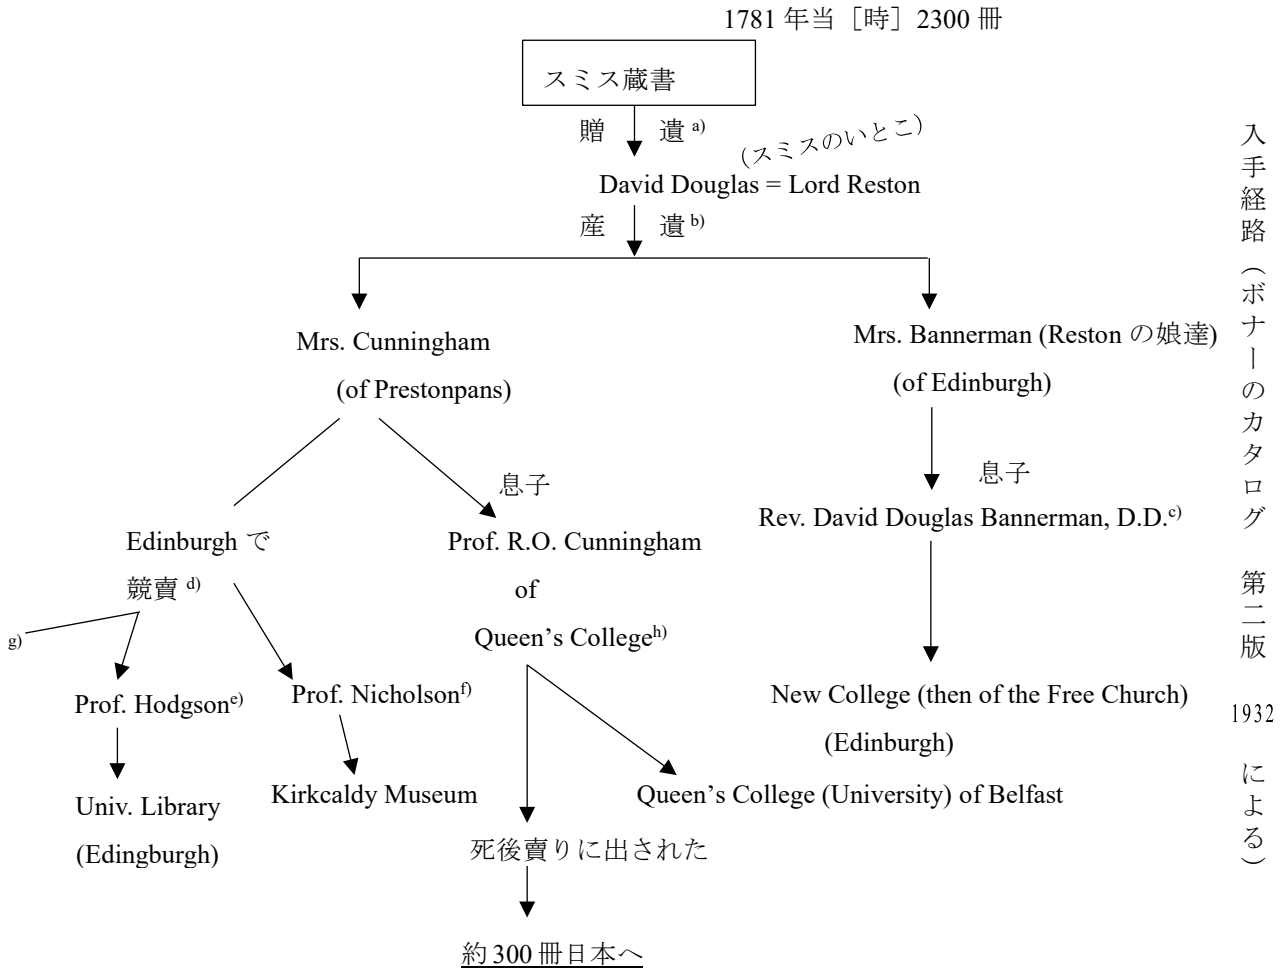 1781 年当［時］2300 冊
スミス蔵書
贈 遺 a)
(スミスのいとこ)
David Douglas = Lord Reston
産 遺 b)
Mrs. Cunningham
(of Prestonpans)
Mrs. Bannerman (Reston の娘達)
(of Edinburgh)
息子
息子
Rev. David Douglas Bannerman, D.D.c)
Edinburgh で
競賣 d)
Prof. R.O. Cunningham
of
Queen’s Collegeh)
g)
Prof. Hodgsone)
Prof. Nicholsonf)
New College (then of the Free Church)
(Edinburgh)
Univ. Library
(Edingburgh)
Kirkcaldy Museum
Queen’s College (University) of Belfast
死後賣りに出された
約 300 冊日本へ
入手経路（ボナーのカタログ 第二版 1932 による）